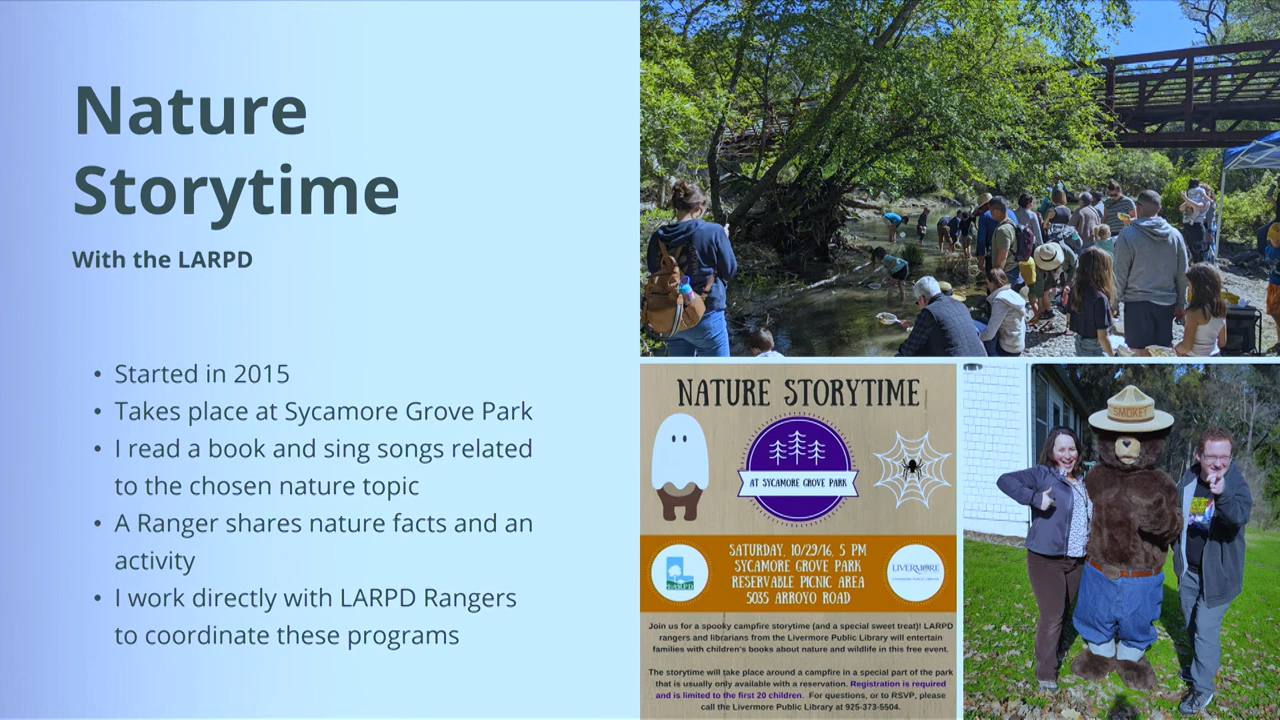 Nature
Storytime
With the LARPD
• Started in 2015
• Takes place at Sycamore Grove Park
• I read a book and sing songs related
to the chosen nature topic
• A Ranger shares nature facts and an
activity
• I work directly with LARPD Rangers
to coordinate these programs
NATURE STORYTIME
AT SYCAMORE GROVE PARK
SATURDAY, 10/29/16, 5 PM
SYCAMORE GROVE PARK
RESERVABLE PICNIC AREA
5035 ARROYO ROAD
LARPD
LIVERMORE
Join us for a spooky campfire storytime (and a special sweet treat)! LARPD
rangers and librarians from the Livermore Public Library will entertain
families with children's books about nature and wildlife in this free event.
The storytime will take place around a campfire in a special part of the park
that is usually only available with a reservation. Registration is required
and is limited to the first 20 children. For questions, or to RSVP, please
call the Livermore Public Library at 925-373-5504.
SMOKEY